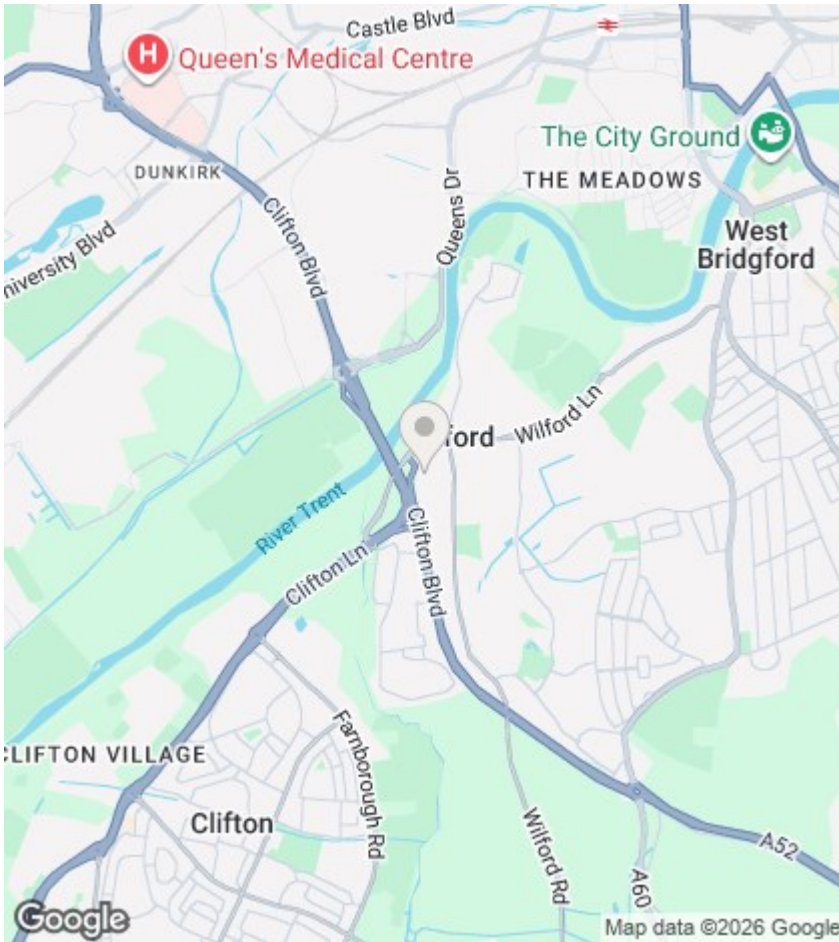 Castle Blvd
H
Queen's Medical Centre
The City Ground
DUNKIRK
THE MEADOWS
Clifton Blvd
Queens Dr
West
Bridgford
niversity Blvd
ford
Wilford Ln
River Trent
Clifton Ln
Clifton Blvd
Farnborough Rd
CLIFTON VILLAGE
Clifton
Wilford Rd
A52
A60
Google
Map data ©2026 Google